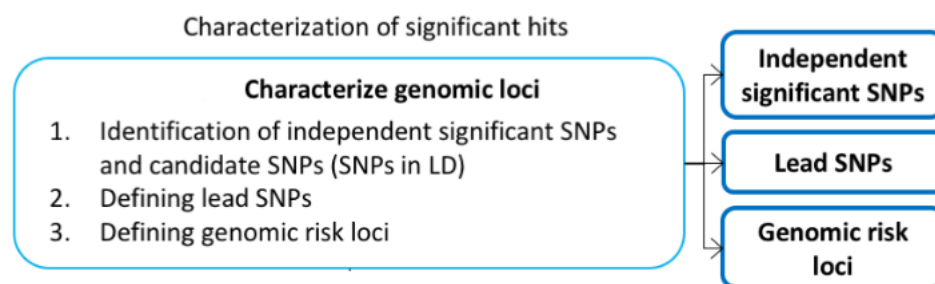 Characterization of significant hits
Characterize genomic loci
1. Identification of independent significant SNPs
and candidate SNPs (SNPs in LD)
2. Defining lead SNPs
3. Defining genomic risk loci
Independent
significant SNPs
Lead SNPs
Genomic risk
loci